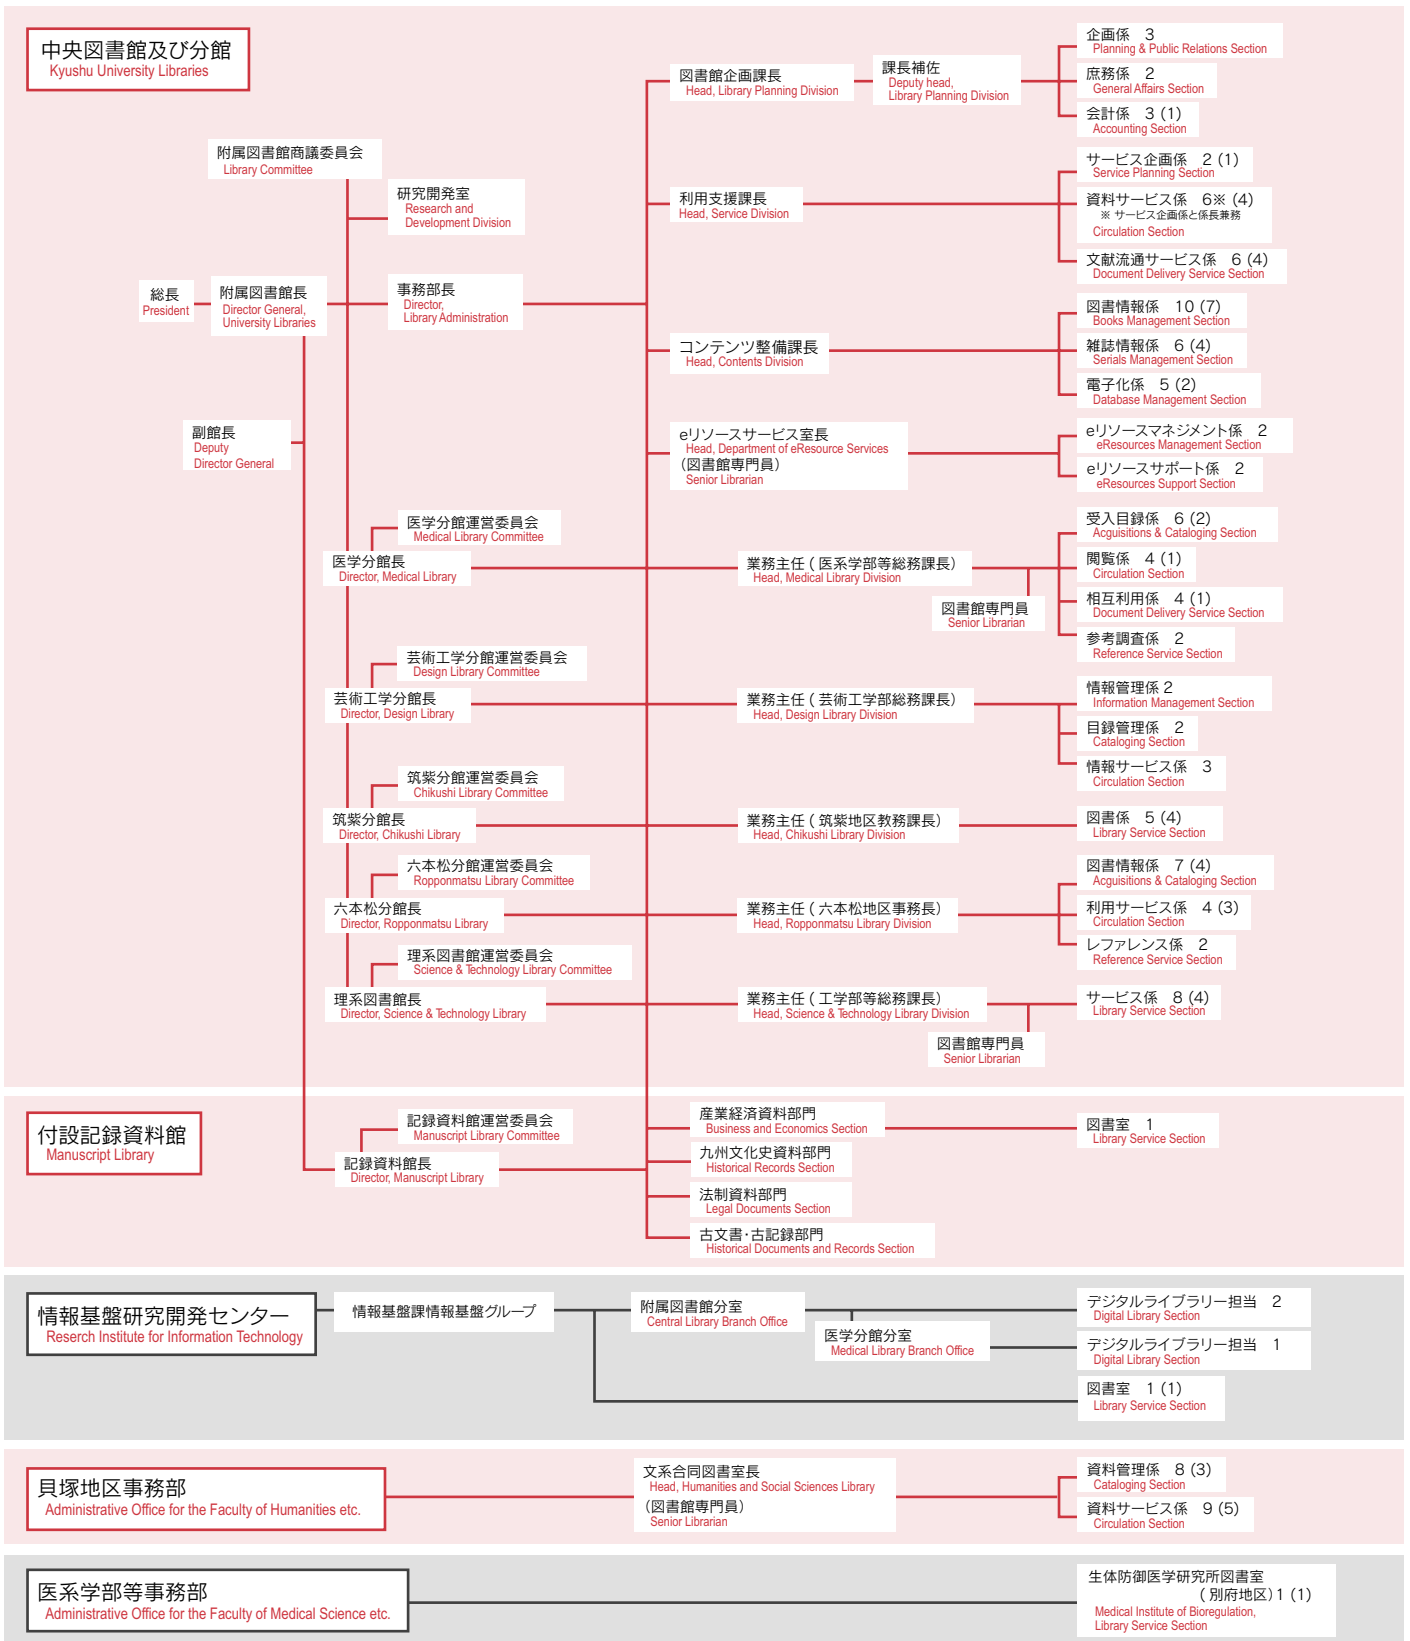 中央図書館及び分館
Kyushu University Libraries
附属図書館商議委員会
Library Committee
研究開発室
Research and
Development Division
総長
President
附属図書館長
Director General,
University Libraries
事務部長
Director,
Library Administration
副館長
Deputy
Director General
図書館企画課長
Head, Library Planning Division
課長補佐
Deputy head,
Library Planning Division
企画係 3
Planning & Public Relations Section
庶務係 2
General Affairs Section
会計係 3 (1)
Accounting Section
利用支援課長
Head, Service Division
サービス企画係 2 (1)
Service Planning Section
資料サービス係 6※ (4)
※ サービス企画係と係長兼務
Circulation Section
文献流通サービス係 6 (4)
Document Delivery Service Section
コンテンツ整備課長
Head, Contents Division
図書情報係 10 (7)
Books Management Section
雑誌情報係 6 (4)
Serials Management Section
電子化係 5 (2)
Database Management Section
eリソースサービス室長
Head, Department of eResource Services
（図書館専門員）
Senior Librarian
eリソースマネジメント係 2
eResources Management Section
eリソースサポート係 2
eResources Support Section
医学分館運営委員会
Medical Library Committee
医学分館長
Director, Medical Library
業務主任 ( 医系学部等総務課長）
Head, Medical Library Division
図書館専門員
Senior Librarian
受入目録係 6 (2)
Acquisitions & Cataloging Section
閲覧係 4 (1)
Circulation Section
相互利用係 4 (1)
Document Delivery Service Section
参考調査係 2
Reference Service Section
芸術工学分館運営委員会
Design Library Committee
芸術工学分館長
Director, Design Library
業務主任 ( 芸術工学部総務課長）
Head, Design Library Division
情報管理係 2
Information Management Section
目録管理係 2
Cataloging Section
情報サービス係 3
Circulation Section
筑紫分館運営委員会
Chikushi Library Committee
筑紫分館長
Director, Chikushi Library
業務主任 ( 筑紫地区教務課長）
Head, Chikushi Library Division
図書係 5 (4)
Library Service Section
六本松分館運営委員会
Ropponmatsu Library Committee
六本松分館長
Director, Ropponmatsu Library
業務主任 ( 六本松地区事務長）
Head, Ropponmatsu Library Division
図書情報係 7 (4)
Acquisitions & Cataloging Section
利用サービス係 4 (3)
Circulation Section
レファレンス係 2
Reference Service Section
理系図書館運営委員会
Science & Technology Library Committee
理系図書館長
Director, Science & Technology Library
業務主任 ( 工学部等総務課長）
Head, Science & Technology Library Division
図書館専門員
Senior Librarian
サービス係 8 (4)
Library Service Section
付設記録資料館
Manuscript Library
記録資料館運営委員会
Manuscript Library Committee
記録資料館長
Director, Manuscript Library
産業経済資料部門
Business and Economics Section
図書室 1
Library Service Section
九州文化史資料部門
Historical Records Section
法制資料部門
Legal Documents Section
古文書・古記録部門
Historical Documents and Records Section
情報基盤研究開発センター
Reserch Institute for Information Technology
情報基盤課情報基盤グループ
附属図書館分室
Central Library Branch Office
医学分館分室
Medical Library Branch Office
デジタルライブラリー担当 2
Digital Library Section
デジタルライブラリー担当 1
Digital Library Section
図書室 1 (1)
Library Service Section
貝塚地区事務部
Administrative Office for the Faculty of Humanities etc.
文系合同図書室長
Head, Humanities and Social Sciences Library
（図書館専門員）
Senior Librarian
資料管理係 8 (3)
Cataloging Section
資料サービス係 9 (5)
Circulation Section
医系学部等事務部
Administrative Office for the Faculty of Medical Science etc.
生体防御医学研究所図書室
( 別府地区）1 (1)
Medical Institute of Bioregulation,
Library Service Section